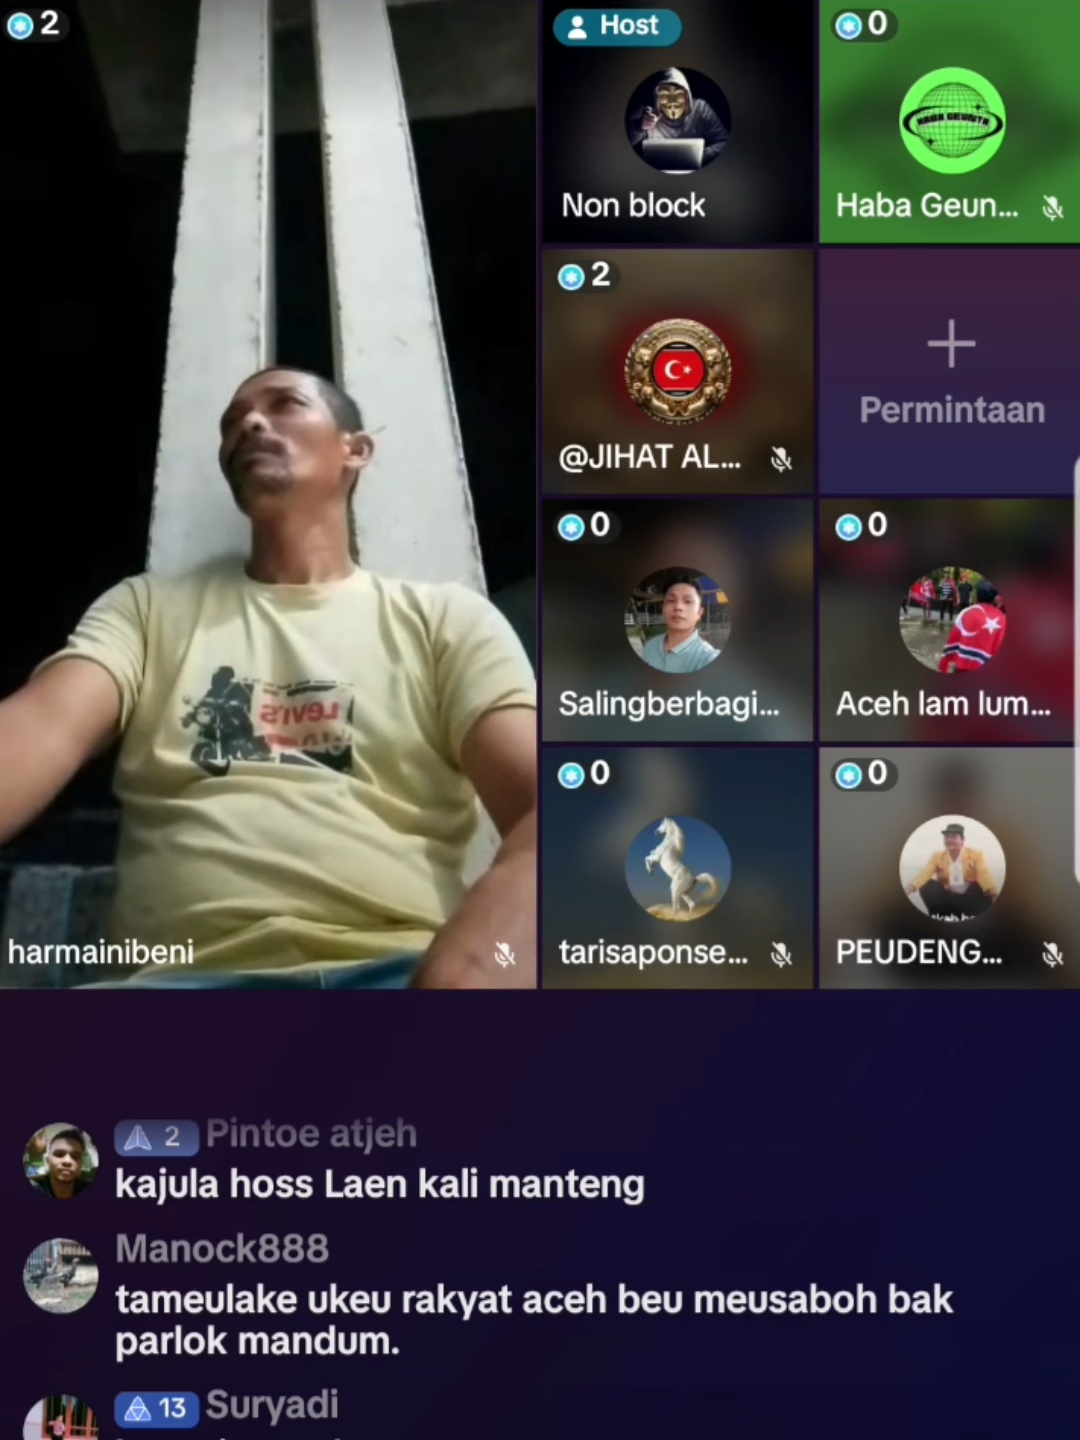 2
Host
0
Non block
Haba Geun...
2
@JIHAT AL...
Permintaan
0
0
Salingberbagi...
Aceh lam lum...
0
0
harmainibeni
tarisaponse...
PEUDENG...
2 Pintoe atjeh
kajula hoss Laen kali manteng
Manock888
tameulake ukeu rakyat aceh beu meusaboh bak
parlok mandum.
13 Suryadi